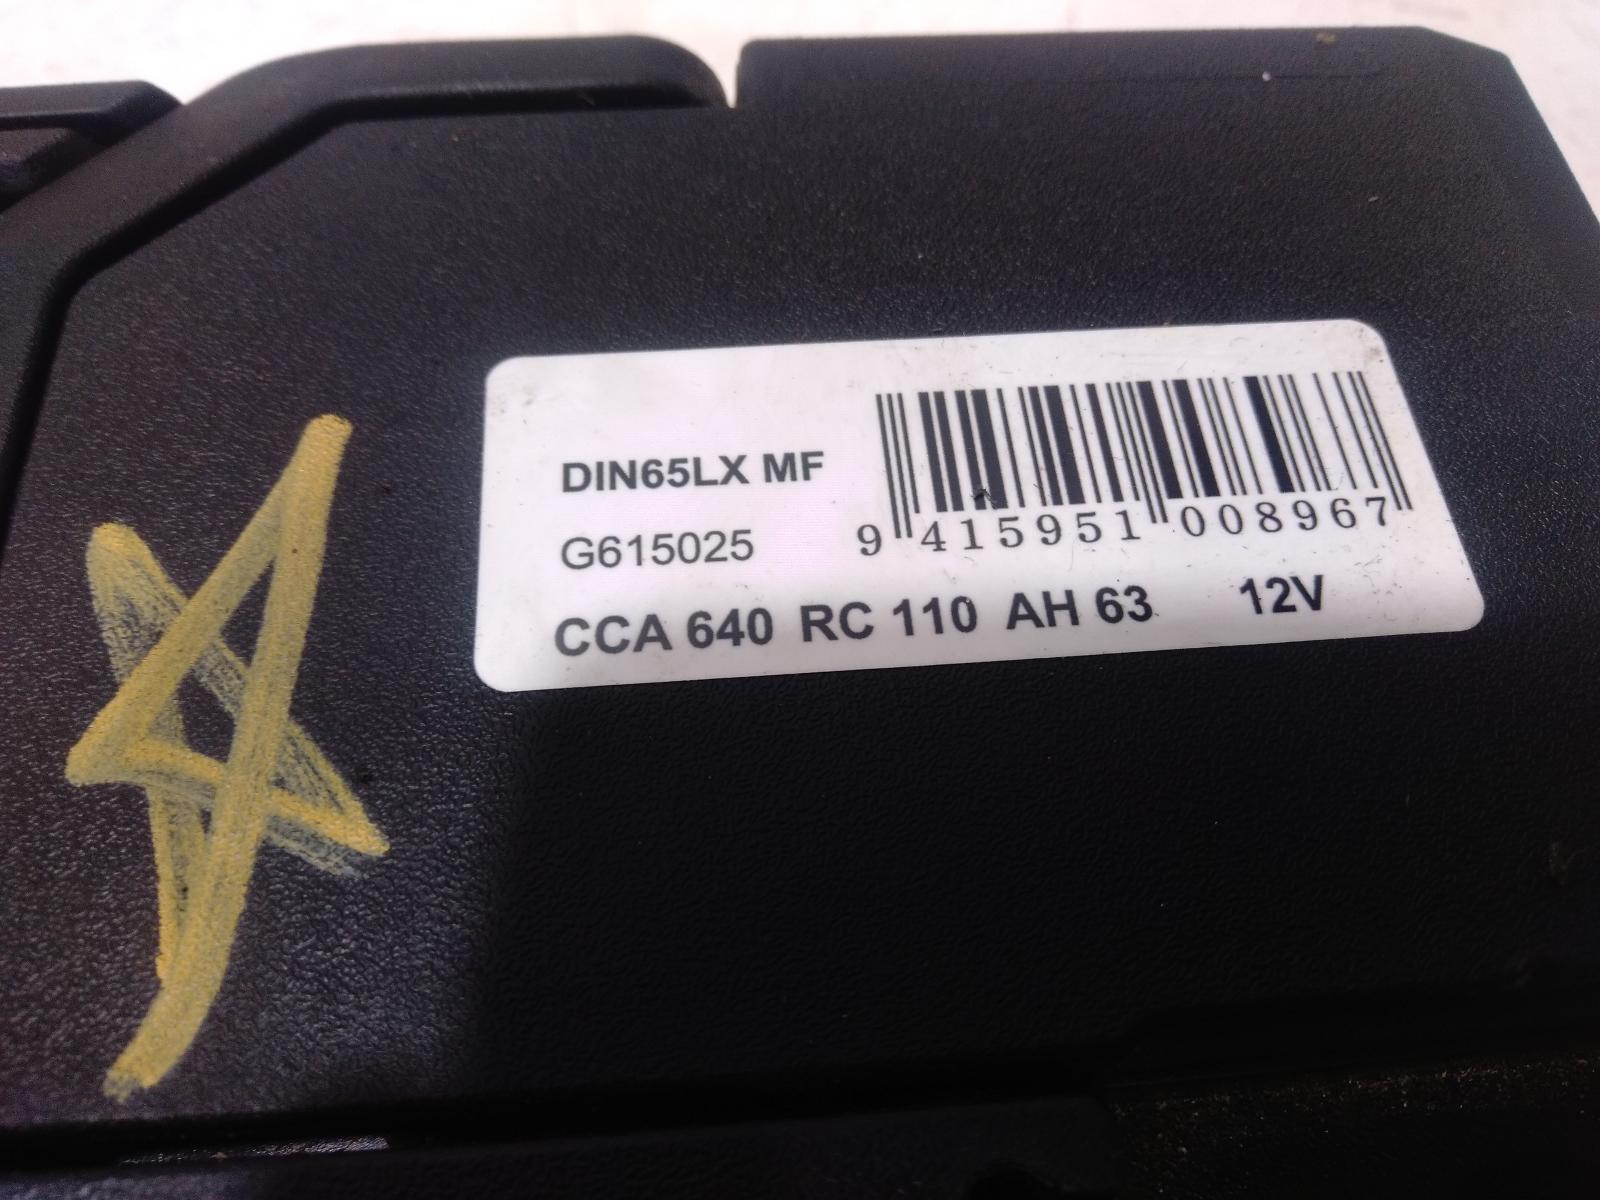 DIN65LX MF
G615025
9 415951 008967
CCA 640 RC 110 AH 63 12V